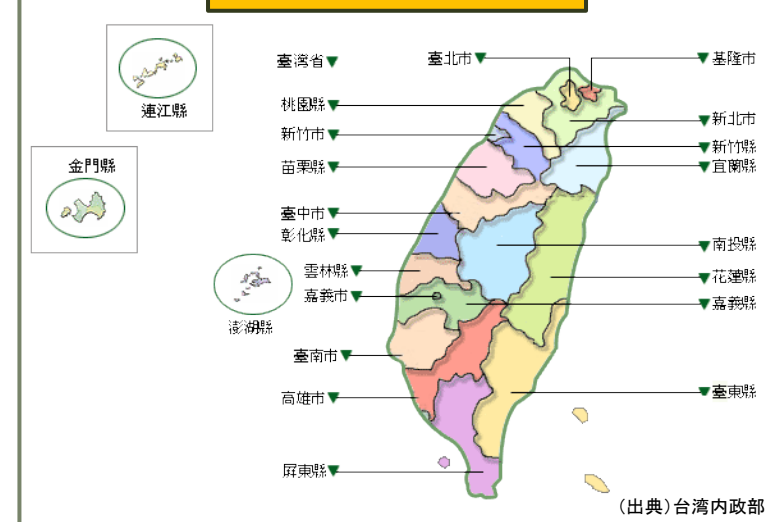 連江縣
金門縣
澎湖縣
臺灣省▼
臺北市▼
▼基隆市
桃園縣▼
▼新北市
新竹市▼
▼新竹縣
苗栗縣▼
▼宜蘭縣
臺中市▼
彰化縣▼
▼南投縣
雲林縣▼
▼花蓮縣
嘉義市▼
▼嘉義縣
臺南市▼
高雄市▼
▼臺東縣
屏東縣▼
（出典）台湾内政部